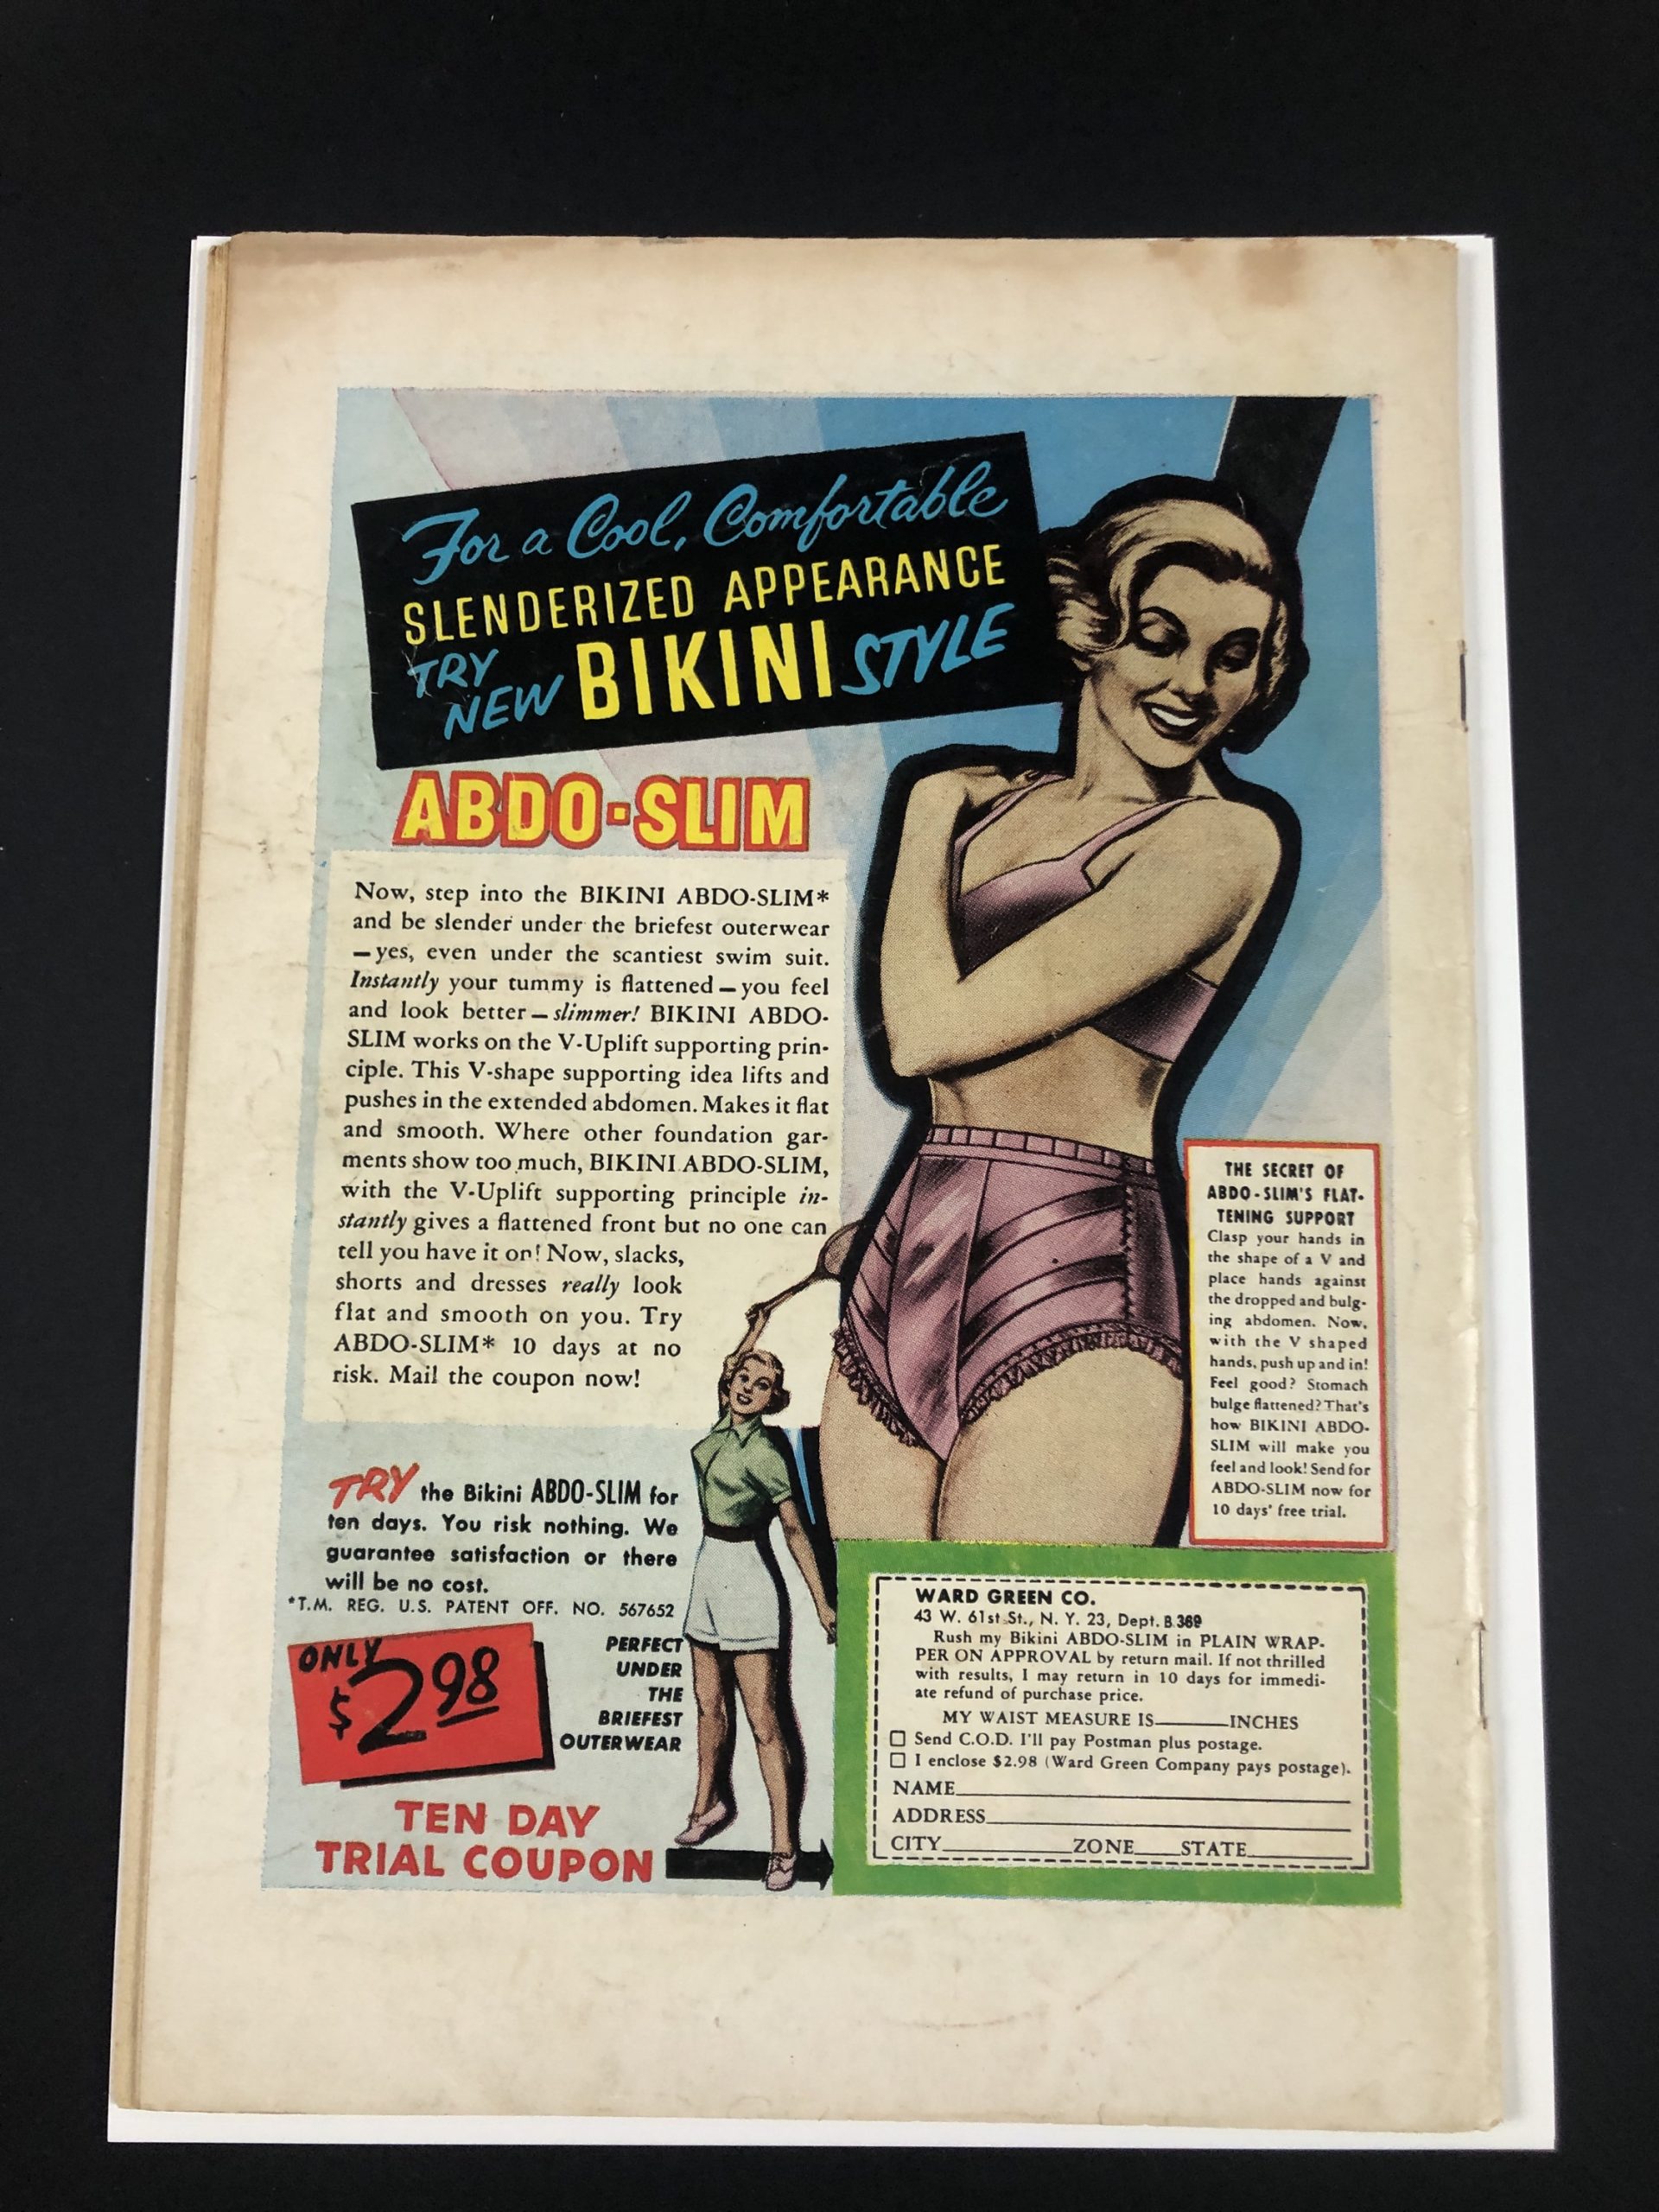 For a Cool, Comfortable
SLENDERIZED APPEARANCE
TRY
NEW BIKINI STYLE
ABDO-SLIM
Now, step into the BIKINI ABDO-SLIM*
and be slender under the briefest outerwear
—yes, even under the scantiest swim suit.
Instantly your tummy is flattened—you feel
and look better—slimmer! BIKINI ABDO-
SLIM works on the V-Uplift supporting prin-
ciple. This V-shape supporting idea lifts and
pushes in the extended abdomen. Makes it flat
and smooth. Where other foundation gar-
ments show too much, BIKINI ABDO-SLIM,
with the V-Uplift supporting principle in-
stantly gives a flattened front but no one can
tell you have it on! Now, slacks,
shorts and dresses really look
flat and smooth on you. Try
ABDO-SLIM* 10 days at no
risk. Mail the coupon now!
THE SECRET OF
ABDO-SLIM'S FLAT-
TENING SUPPORT
Clasp your hands in
the shape of a V and
place hands against
the dropped and bulg-
ing abdomen. Now,
with the V shaped
hands, push up and in!
Feel good? Stomach
bulge flattened? That's
how BIKINI ABDO-
SLIM will make you
feel and look! Send for
ABDO-SLIM now for
10 days' free trial.
TRY the Bikini ABDO-SLIM for
ten days. You risk nothing. We
guarantee satisfaction or there
will be no cost.
*T.M. REG. U.S. PATENT OFF. NO. 567652
ONLY
$2.98
PERFECT
UNDER
THE
BRIEFEST
OUTERWEAR
TEN DAY
TRIAL COUPON
WARD GREEN CO.
43 W. 61st St., N. Y. 23, Dept. B 369
Rush my Bikini ABDO-SLIM in PLAIN WRAP-
PER ON APPROVAL by return mail. If not thrilled
with results, I may return in 10 days for immedi-
ate refund of purchase price.
MY WAIST MEASURE IS______INCHES
☐ Send C.O.D. I'll pay Postman plus postage.
☐ I enclose $2.98 (Ward Green Company pays postage).
NAME______
ADDRESS______
CITY______ZONE____STATE______